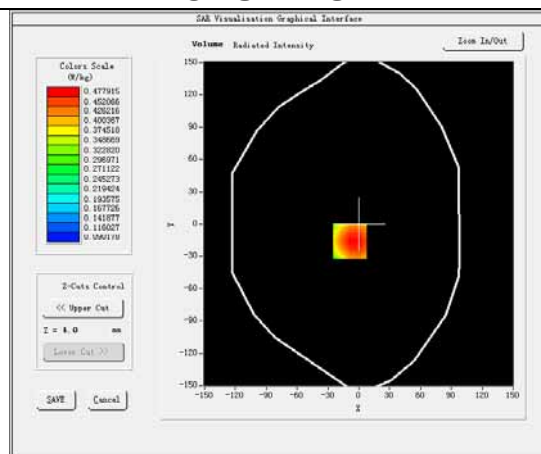 SAR Visualisation Graphical Interface
Volume Radiated Intensity
Zoom In/Out
Colors Scale
(W/kg)
0.477915
0.452066
0.426216
0.400367
0.374518
0.348669
0.322820
0.296971
0.271122
0.245273
0.219424
0.193575
0.167726
0.141877
0.116027
0.090178
Z-Cuts Control
<< Upper Cut
Z = 4.0 mm
Lower Cut >>
SAVE
Cancel
150
120
90
60
30
0
-30
-60
-90
-120
-150
Y
-150 -120 -90 -60 -30 0 30 60 90 120 150
X